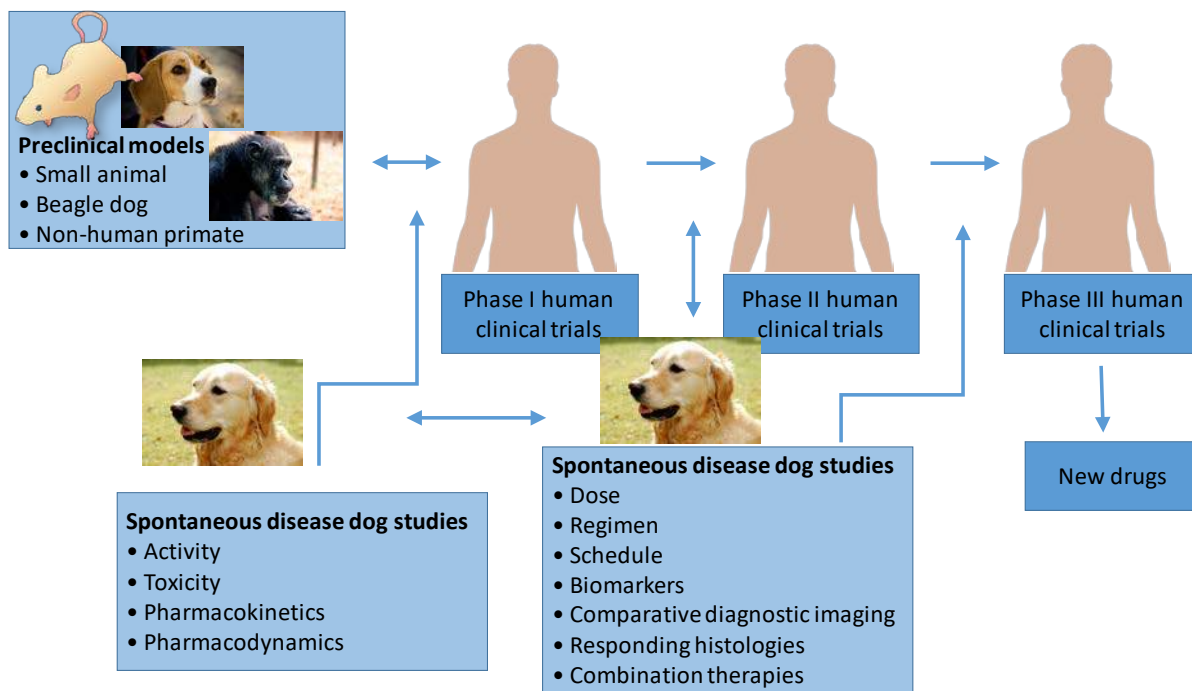 Preclinical models
• Small animal
• Beagle dog
• Non-human primate
Phase I human
clinical trials
Phase II human
clinical trials
Phase III human
clinical trials
Spontaneous disease dog studies
• Activity
• Toxicity
• Pharmacokinetics
• Pharmacodynamics
Spontaneous disease dog studies
• Dose
• Regimen
• Schedule
• Biomarkers
• Comparative diagnostic imaging
• Responding histologies
• Combination therapies
New drugs